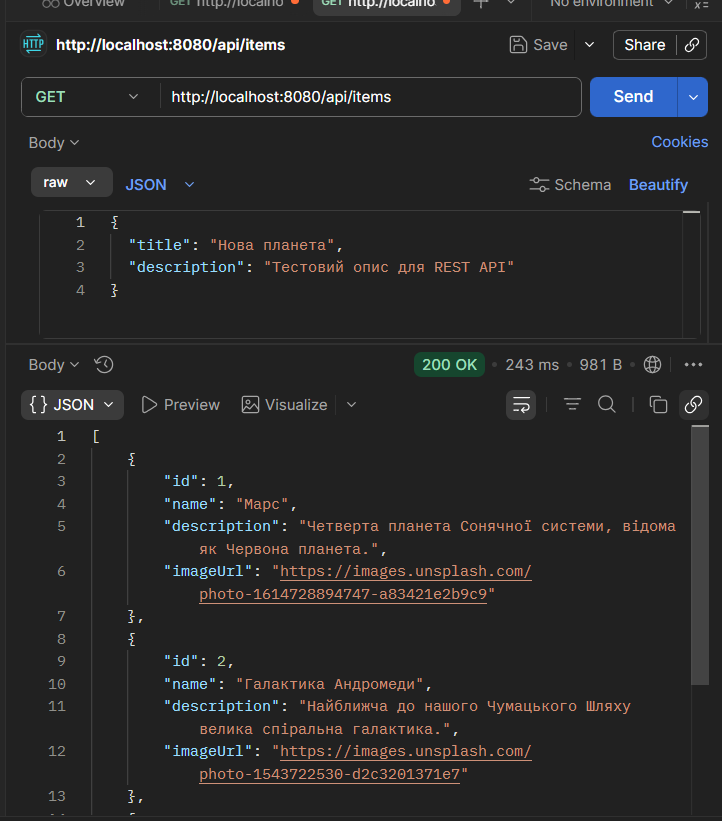 Overview GET http://localho GET http://localho No environment
HTTP http://localhost:8080/api/items Save Share
GET http://localhost:8080/api/items Send
Body Cookies
raw JSON Schema Beautify
1 {
2 "title": "Нова планета",
3 "description": "Тестовий опис для REST API"
4 }
Body 200 OK • 243 ms • 981 B •
{} JSON Preview Visualize
1 [
2 {
3 "id": 1,
4 "name": "Марс",
5 "description": "Четверта планета Сонячної системи, відома
як Червона планета.",
6 "imageUrl": "https://images.unsplash.com/
photo-1614728894747-a83421e2b9c9"
7 },
8 {
9 "id": 2,
10 "name": "Галактика Андромеди",
11 "description": "Найближча до нашого Чумацького Шляху
велика спіральна галактика.",
12 "imageUrl": "https://images.unsplash.com/
photo-1543722530-d2c3201371e7"
13 },